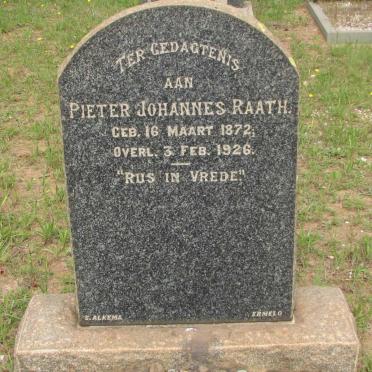 TER GEDAGTENIS
AAN
PIETER JOHANNES RAATH.
GEB. 16 MAART 1872,
OVERL. 3. FEB. 1926.
"RUS IN VREDE."
S. ALKEMA ERMELO